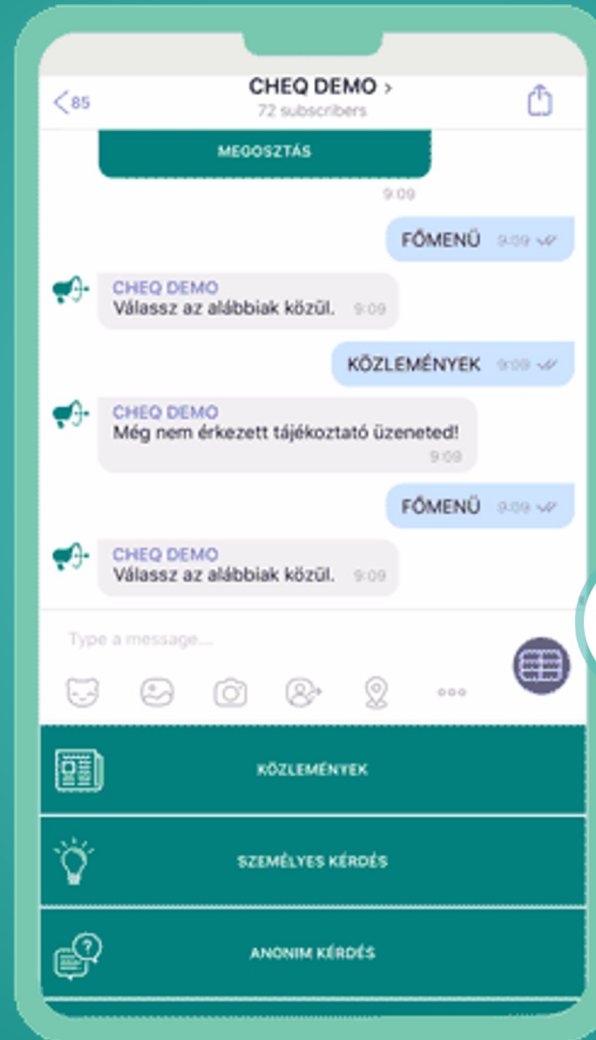 85
CHEQ DEMO >
72 subscribers
MEGOSZTÁS
9:09
FŐMENÜ 9:09
CHEQ DEMO
Válassz az alábbiak közül. 9:09
KÖZLEMÉNYEK 9:09
CHEQ DEMO
Még nem érkezett tájékoztató üzeneted!
9:09
FŐMENÜ 9:09
CHEQ DEMO
Válassz az alábbiak közül. 9:09
Type a message...
KÖZLEMÉNYEK
SZEMÉLYES KÉRDÉS
ANONIM KÉRDÉS